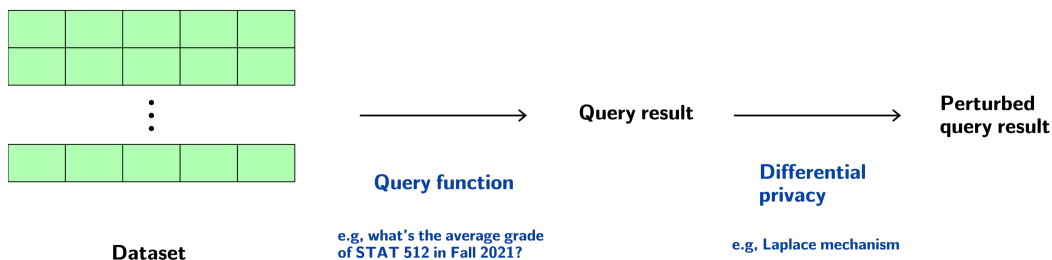 Dataset
Query function
e.g, what's the average grade
of STAT 512 in Fall 2021?
Query result
Differential
privacy
e.g, Laplace mechanism
Perturbed
query result